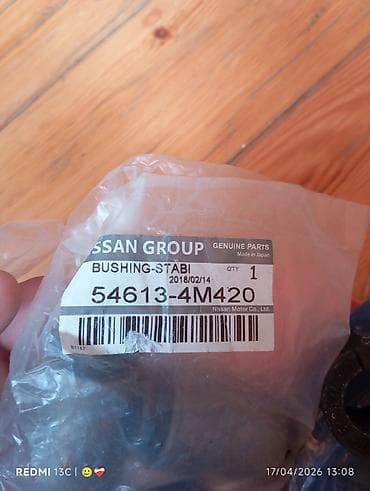 SSAN GROUP GENUINE PARTS
Made in Japan
BUSHING-STABI QTY 1
2018/02/14
54613-4M420
Nissan Motor Co., Ltd.
REDMI 13C | 17/04/2026 13:08